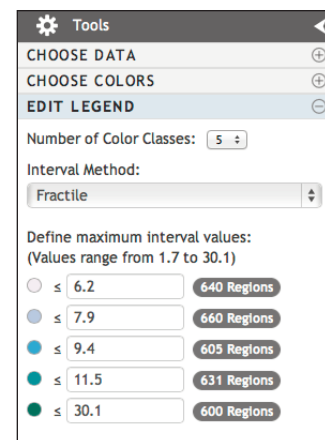 Tools
CHOOSE DATA
CHOOSE COLORS
EDIT LEGEND
Number of Color Classes: 5
Interval Method:
Fractile
Define maximum interval values:
(Values range from 1.7 to 30.1)
≤ 6.2 640 Regions
≤ 7.9 660 Regions
≤ 9.4 605 Regions
≤ 11.5 631 Regions
≤ 30.1 600 Regions